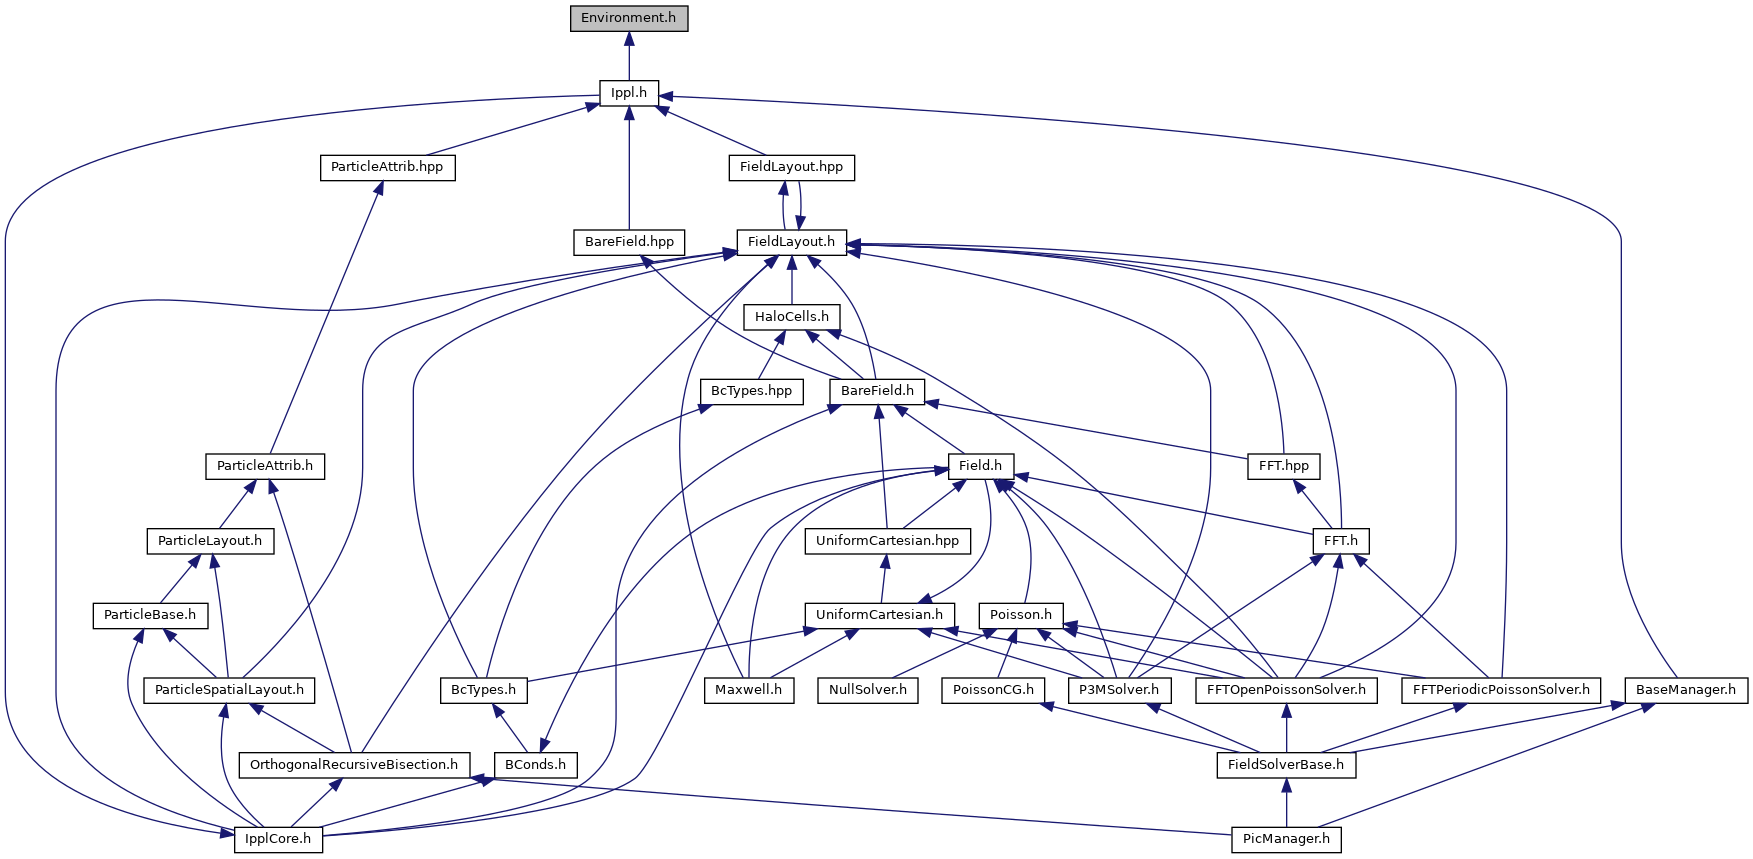 Environment.h
Ippl.h
ParticleAttrib.hpp
FieldLayout.hpp
BareField.hpp
FieldLayout.h
HaloCells.h
BcTypes.hpp
BareField.h
ParticleAttrib.h
Field.h
FFT.hpp
ParticleLayout.h
UniformCartesian.hpp
FFT.h
ParticleBase.h
UniformCartesian.h
Poisson.h
ParticleSpatialLayout.h
BcTypes.h
Maxwell.h
NullSolver.h
PoissonCG.h
P3MSolver.h
FFTOpenPoissonSolver.h
FFTPeriodicPoissonSolver.h
BaseManager.h
OrthogonalRecursiveBisection.h
BConds.h
FieldSolverBase.h
IpplCore.h
PicManager.h